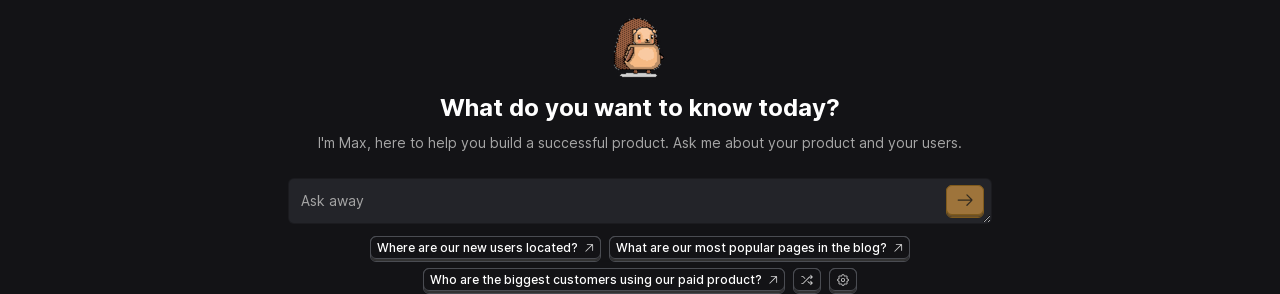 What do you want to know today?
I'm Max, here to help you build a successful product. Ask me about your product and your users.
Ask away
Where are our new users located?
What are our most popular pages in the blog?
Who are the biggest customers using our paid product?